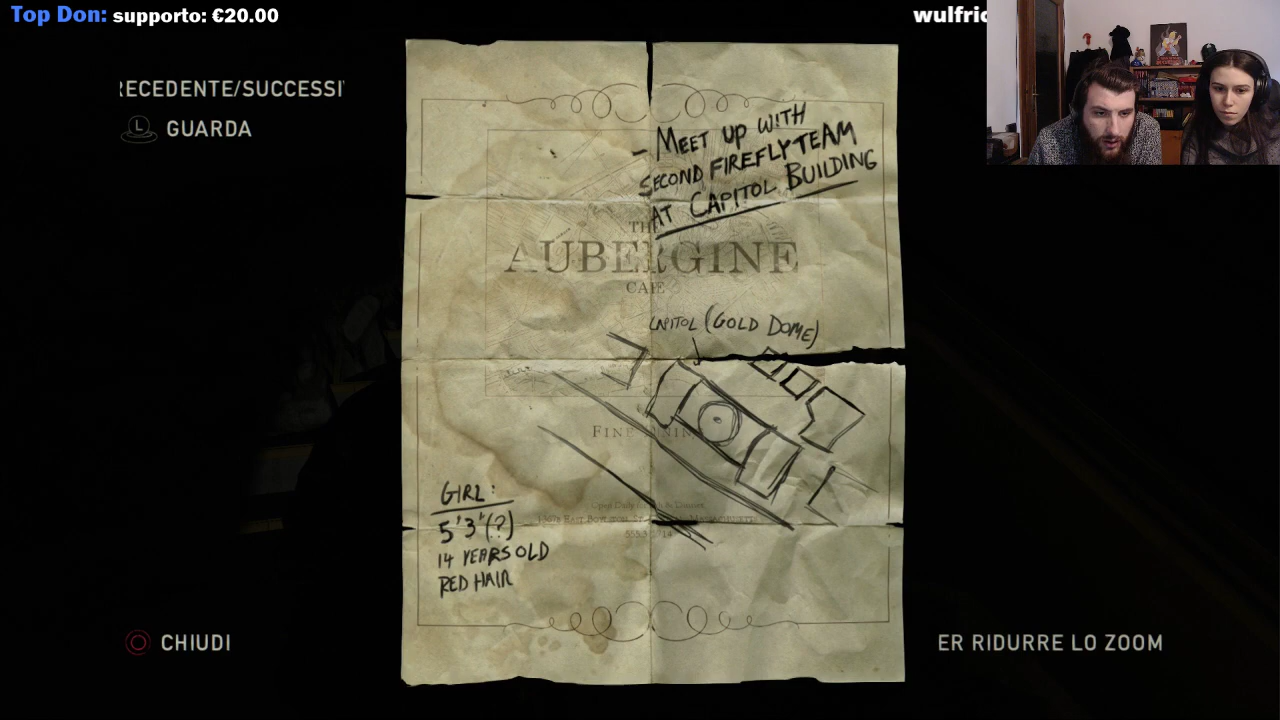 Top Don: supporto: €20.00
wulfric
RECEDENTE/SUCCESSI
L GUARDA
- MEET UP WITH
SECOND FIREFLY TEAM
AT CAPITOL BUILDING
THE
AUBERGINE
CAFE
CAPITOL (GOLD DOME)
FINE DINING
GIRL:
5'3"(?)
14 YEARS OLD
RED HAIR
CHIUDI
ER RIDURRE LO ZOOM